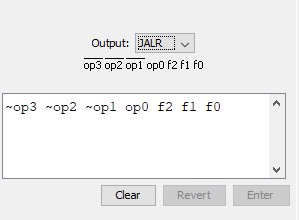 Output: JALR
op3 op2 op1 op0 f2 f1 f0
~op3 ~op2 ~op1 op0 f2 f1 f0
Clear Revert Enter